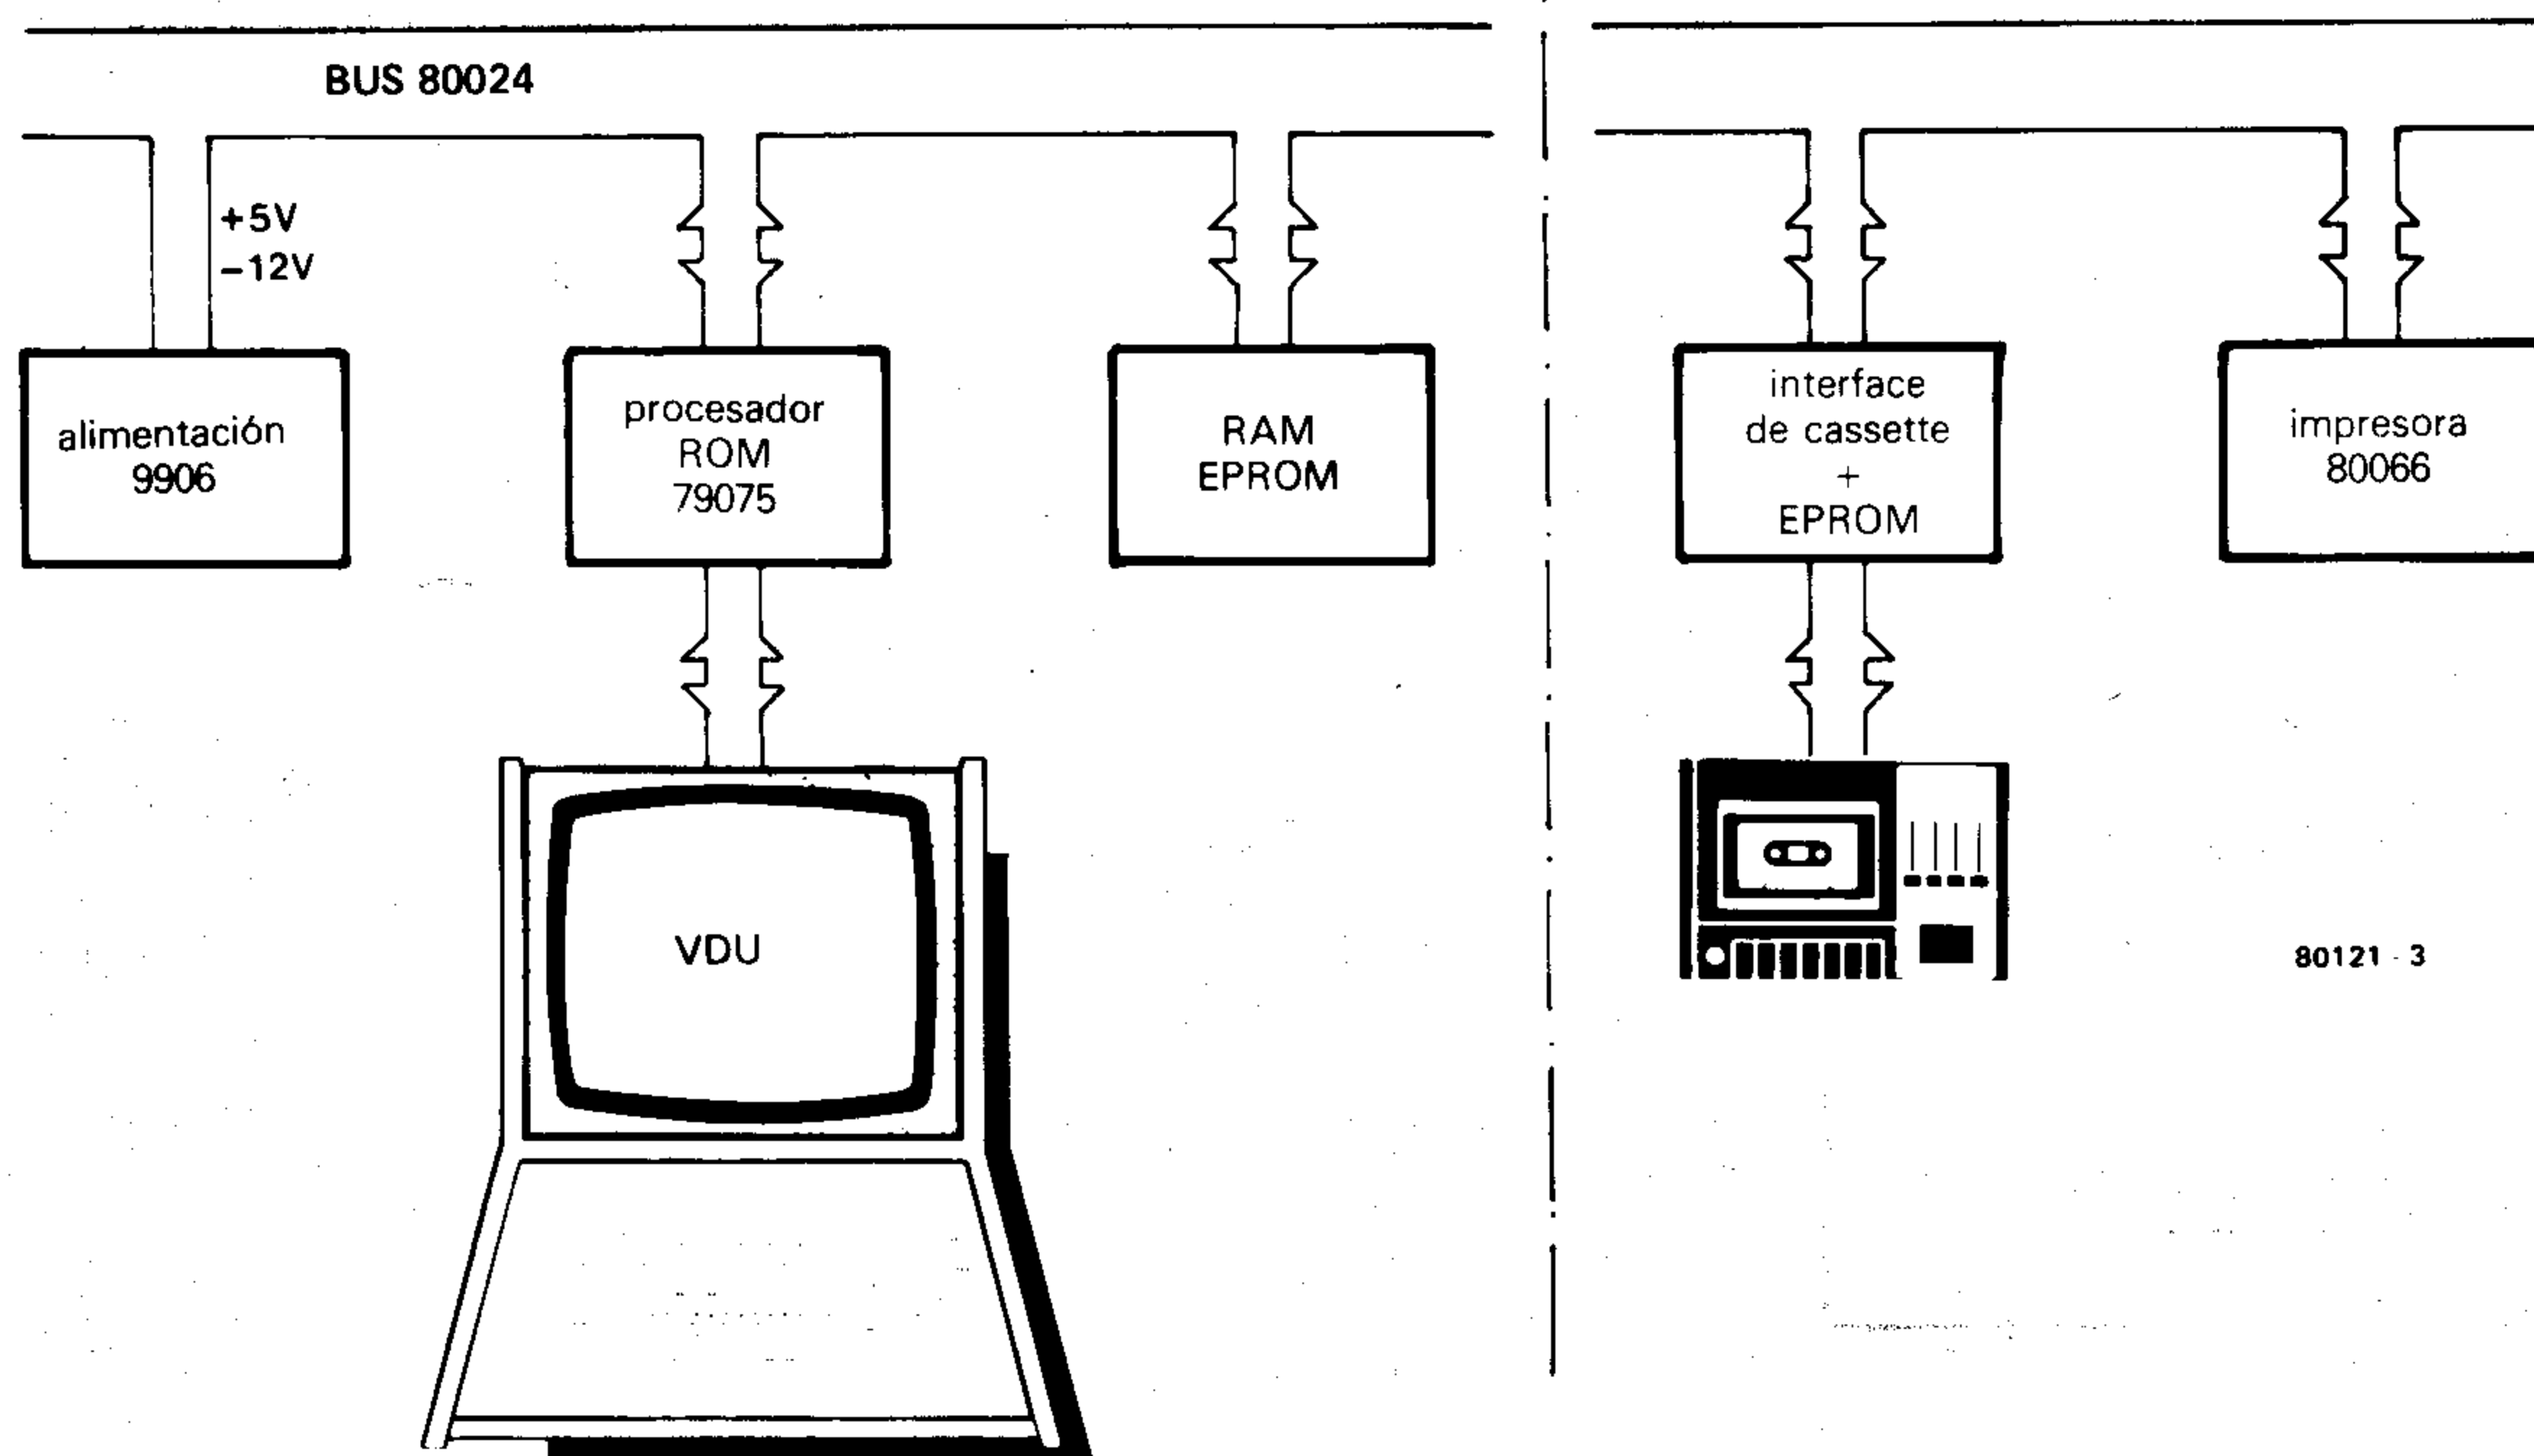 BUS 80024
+5V
–12V
alimentación
9906
procesador
ROM
79075
RAM
EPROM
interface
de cassette
+
EPROM
impresora
80066
VDU
80121 - 3